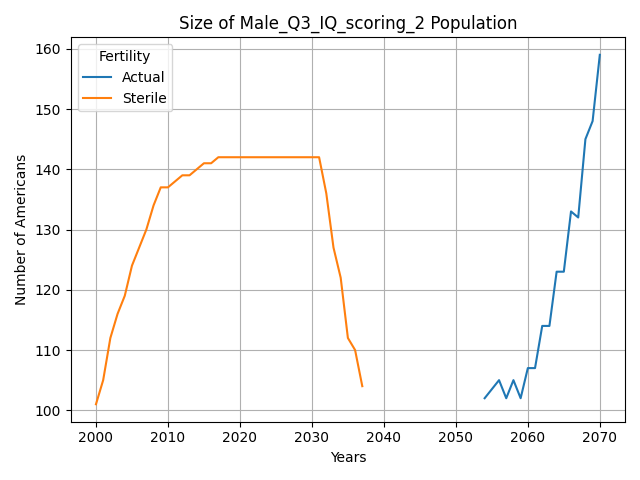 Size of Male_Q3_IQ_scoring_2 Population
Fertility
Actual
Sterile
Number of Americans
160
150
140
130
120
110
100
2000 2010 2020 2030 2040 2050 2060 2070
Years